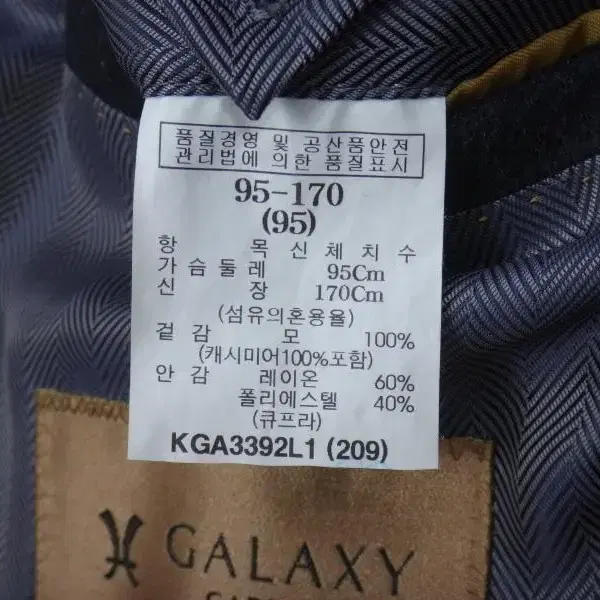 품질경영 및 공산품안전
관리법에 의한 품질표시
95-170
(95)
항 목 신체치수
가슴둘레 95Cm
신 장 170Cm
(섬유의혼용율)
겉 감 모 100%
(캐시미어100%포함)
안 감 레이온 60%
폴리에스텔 40%
(큐프라)
KGA3392L1 (209)
GALAXY